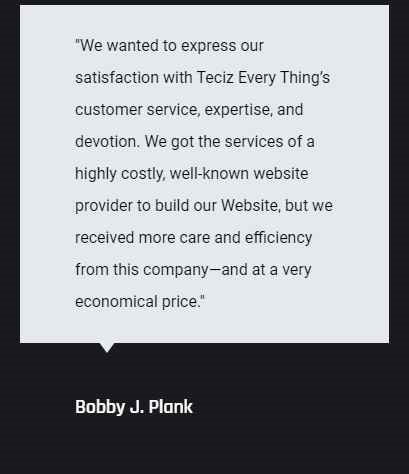 "We wanted to express our
satisfaction with Teciz Every Thing’s
customer service, expertise, and
devotion. We got the services of a
highly costly, well-known website
provider to build our Website, but we
received more care and efficiency
from this company—and at a very
economical price."
Bobby J. Plank